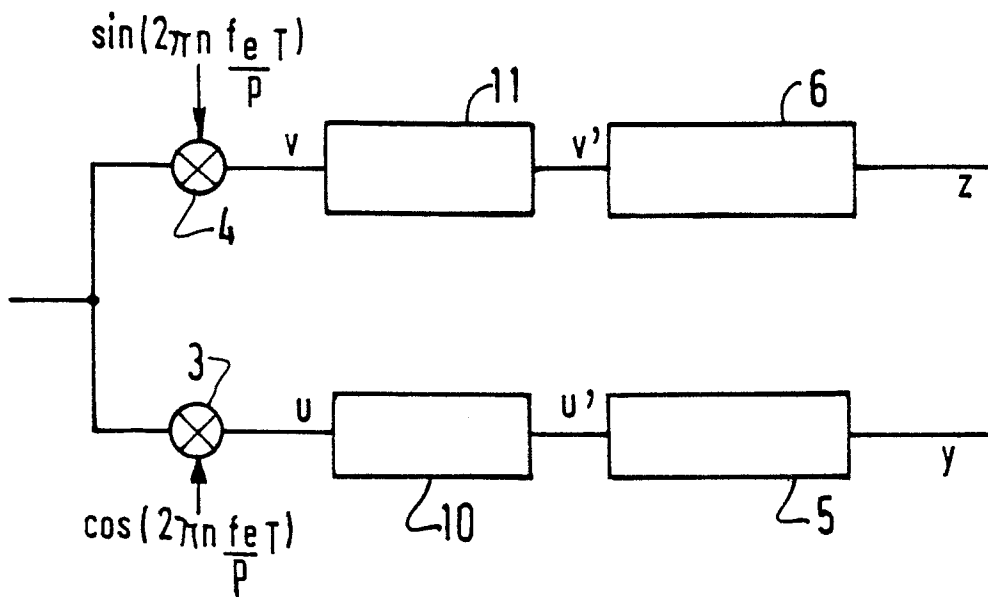 sin(2πn fe/P T)
11
6
v
v'
z
4
3
u
u'
y
10
5
cos(2πn fe/P T)